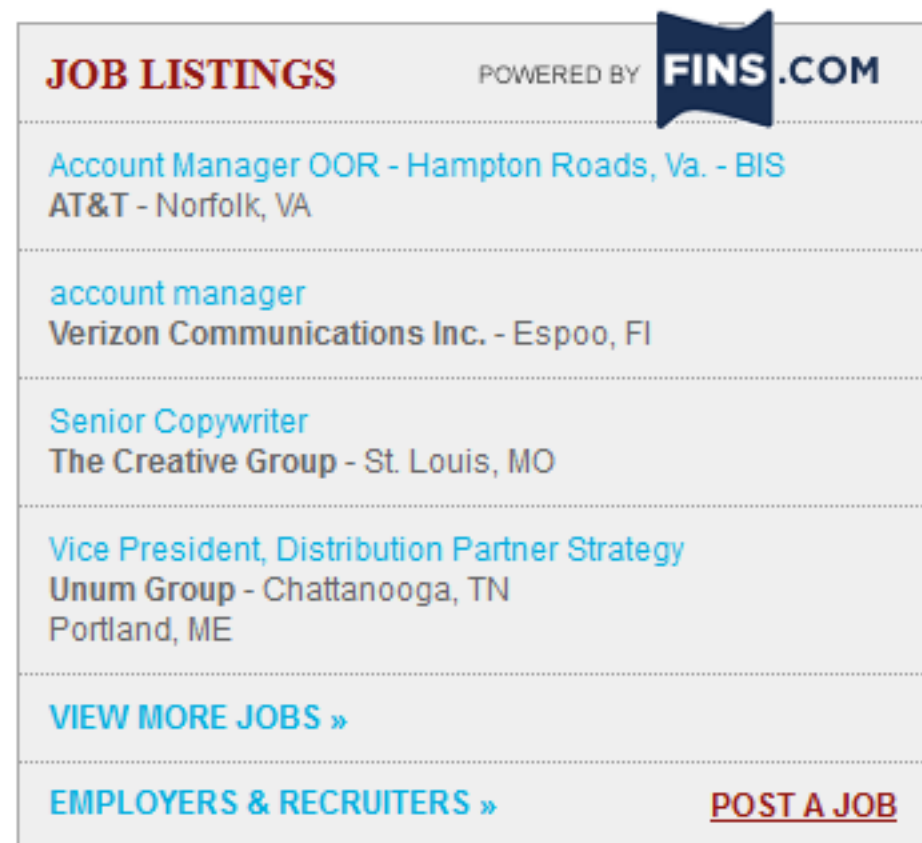 JOB LISTINGS POWERED BY FINS.COM
Account Manager OOR - Hampton Roads, Va. - BIS
AT&T - Norfolk, VA
account manager
Verizon Communications Inc. - Espoo, FI
Senior Copywriter
The Creative Group - St. Louis, MO
Vice President, Distribution Partner Strategy
Unum Group - Chattanooga, TN
Portland, ME
VIEW MORE JOBS »
EMPLOYERS & RECRUITERS » POST A JOB